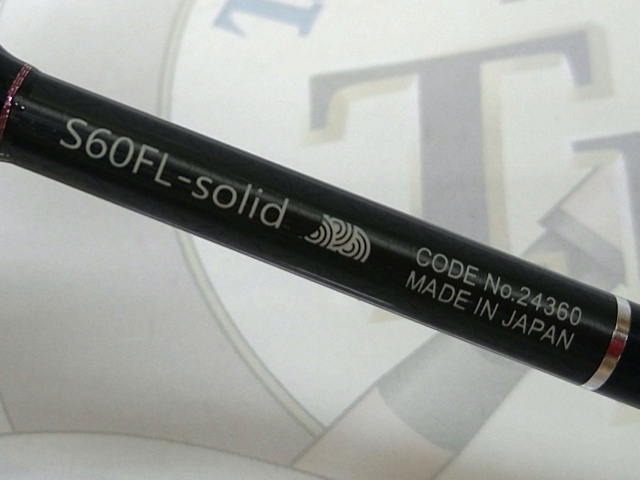 S60FL-solid
CODE No.24360
MADE IN JAPAN